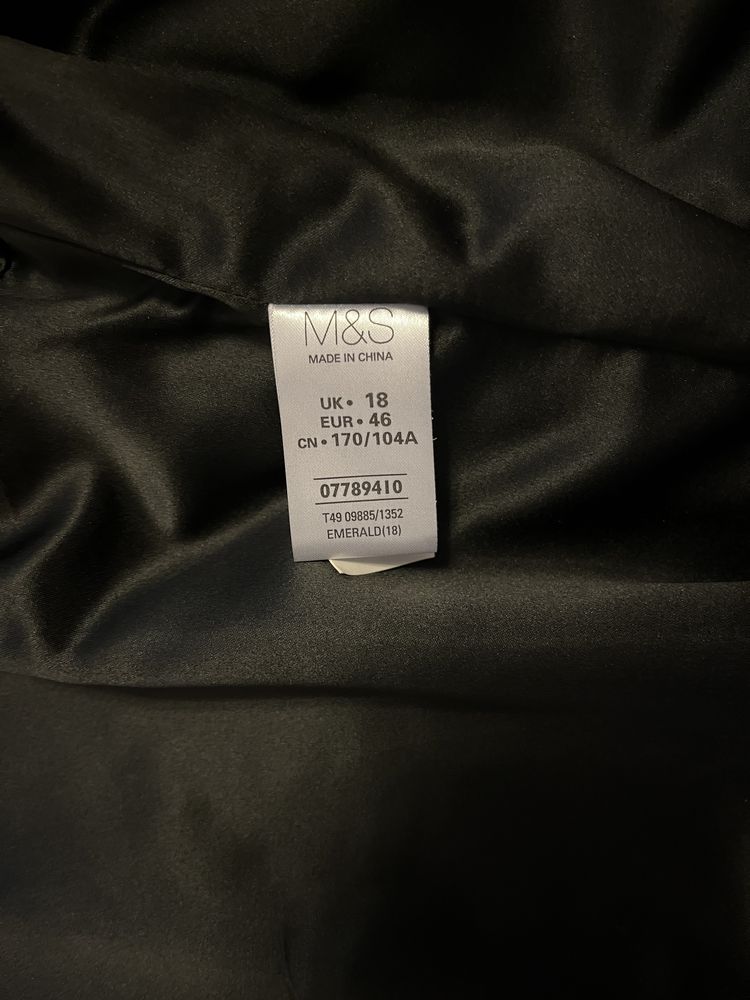 M&S
MADE IN CHINA
UK• 18
EUR• 46
CN•170/104A
07789410
T49 09885/1352
EMERALD(18)